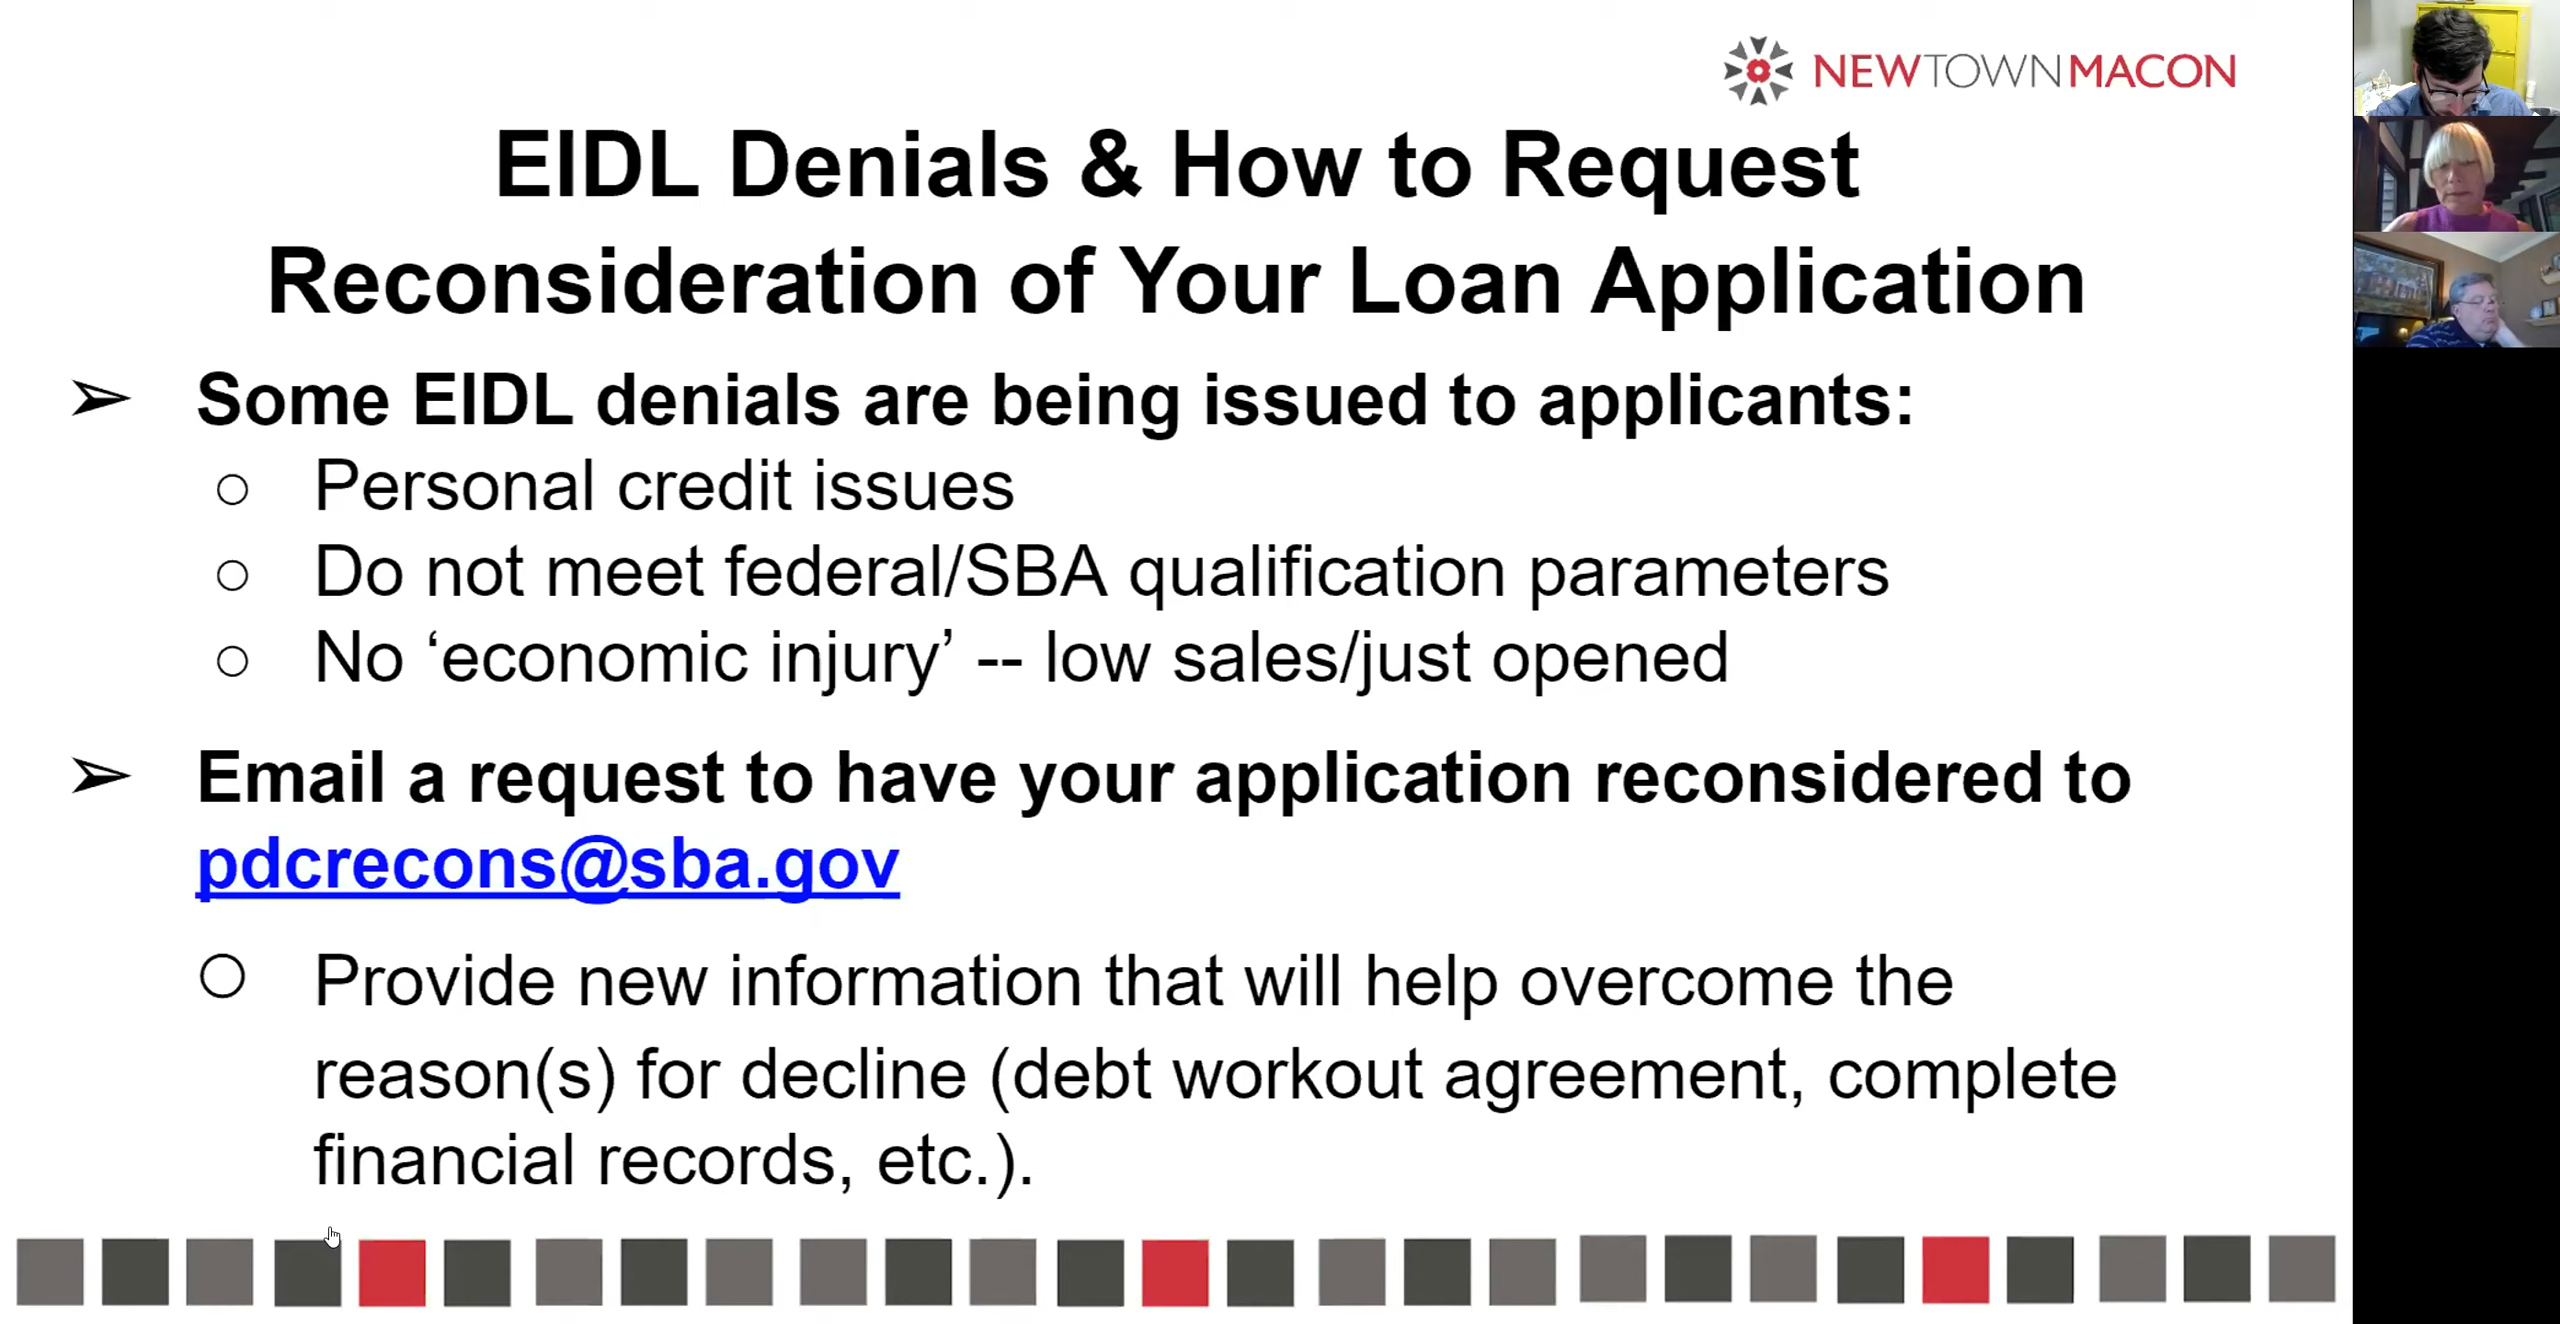 NEWTOWNMACON
EIDL Denials & How to Request
Reconsideration of Your Loan Application
➢ Some EIDL denials are being issued to applicants:
○ Personal credit issues
○ Do not meet federal/SBA qualification parameters
○ No ‘economic injury’ -- low sales/just opened
➢ Email a request to have your application reconsidered to
pdcrecons@sba.gov
○ Provide new information that will help overcome the
reason(s) for decline (debt workout agreement, complete
financial records, etc.).